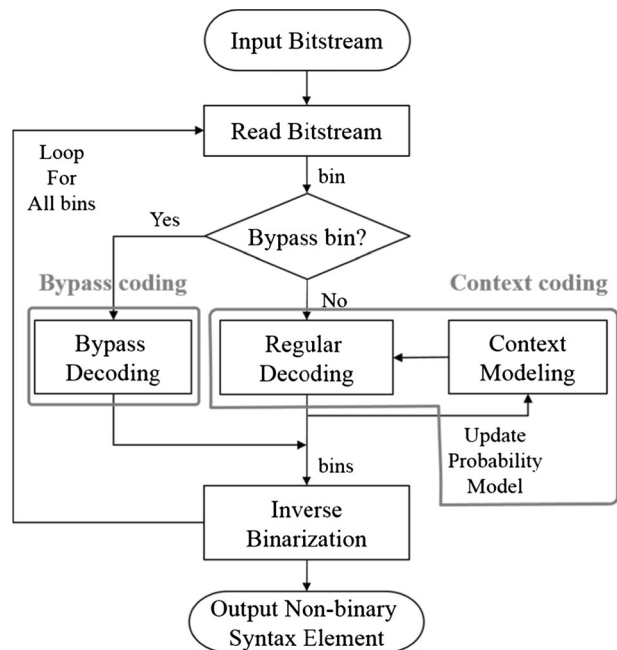 Input Bitstream
Read Bitstream
Loop
For
All bins
bin
Yes
Bypass bin?
Bypass coding
No
Context coding
Bypass
Decoding
Regular
Decoding
Context
Modeling
Update
Probability
Model
bins
Inverse
Binarization
Output Non-binary
Syntax Element